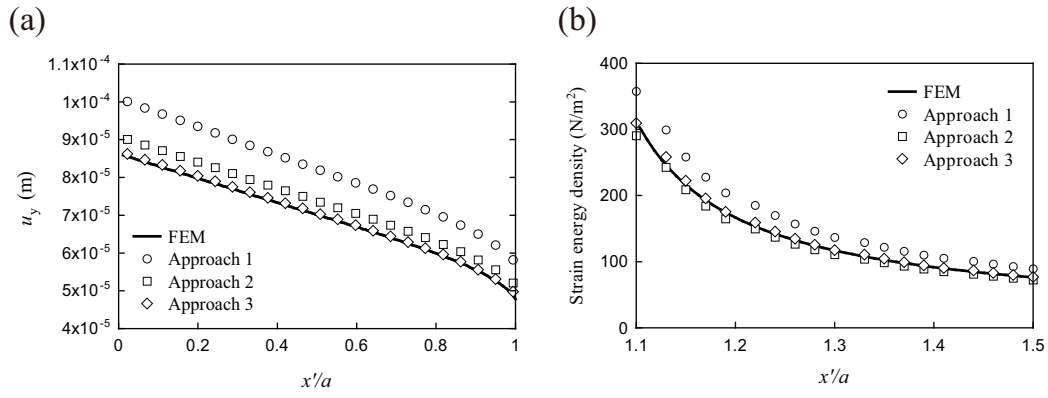 (a)
1.1x10⁻⁴
1x10⁻⁴
9x10⁻⁵
8x10⁻⁵
7x10⁻⁵
6x10⁻⁵
5x10⁻⁵
4x10⁻⁵
u_y (m)
FEM
Approach 1
Approach 2
Approach 3
0 0.2 0.4 0.6 0.8 1
x'/a
(b)
400
300
200
100
0
Strain energy density (N/m²)
FEM
Approach 1
Approach 2
Approach 3
1.1 1.2 1.3 1.4 1.5
x'/a